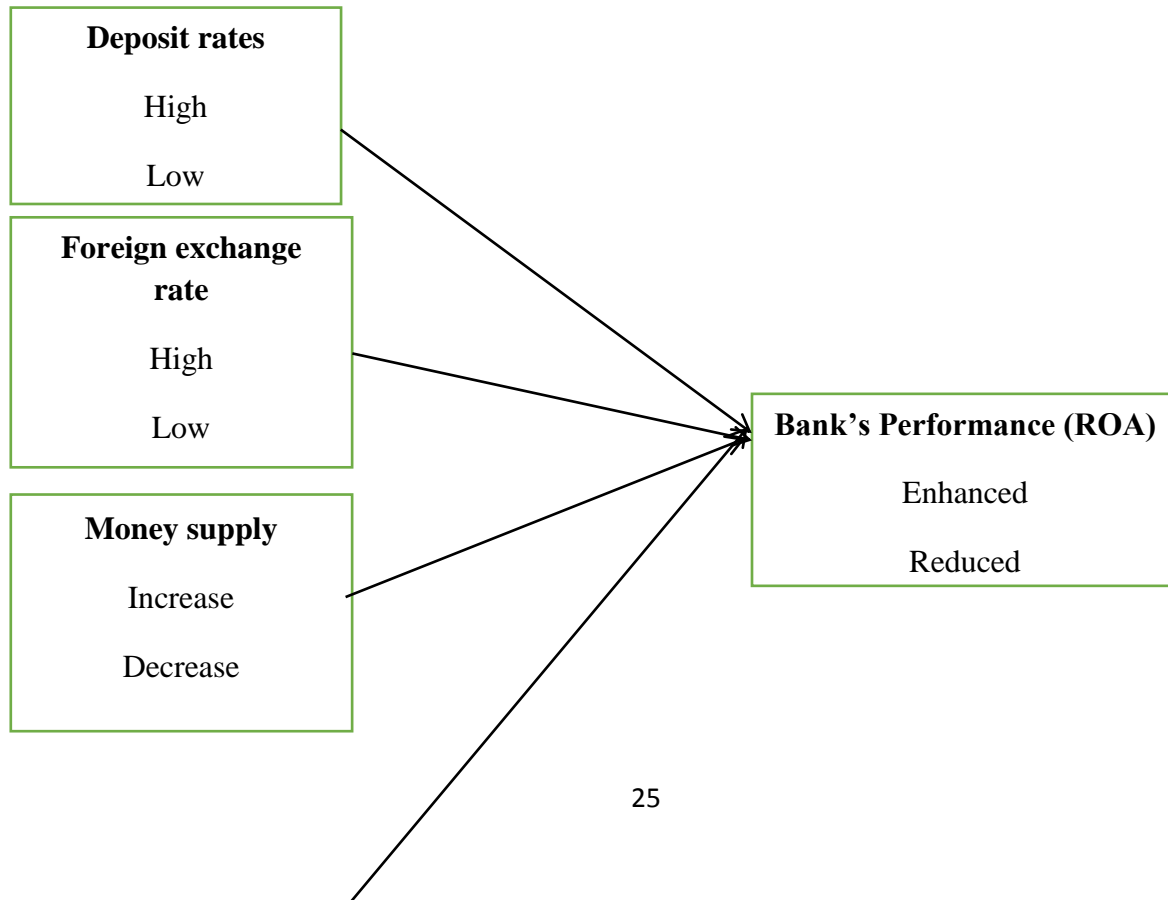 Deposit rates
High
Low
Foreign exchange
rate
High
Low
Money supply
Increase
Decrease
Bank’s Performance (ROA)
Enhanced
Reduced
25